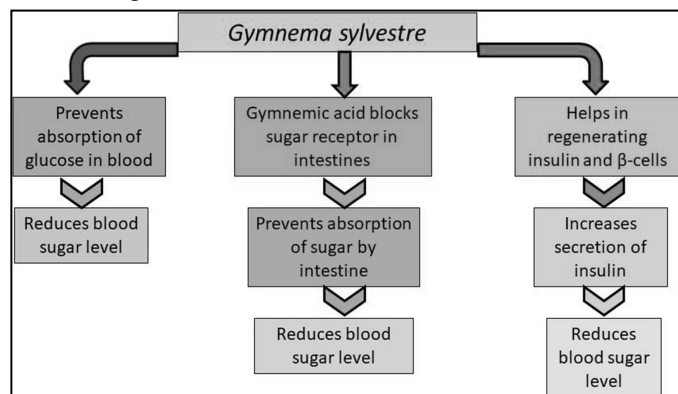 Gymnema sylvestre
Prevents
absorption of
glucose in blood
Reduces blood
sugar level
Gymnemic acid blocks
sugar receptor in
intestines
Prevents absorption
of sugar by
intestine
Reduces blood
sugar level
Helps in
regenerating
insulin and β-cells
Increases
secretion of
insulin
Reduces
blood sugar
level